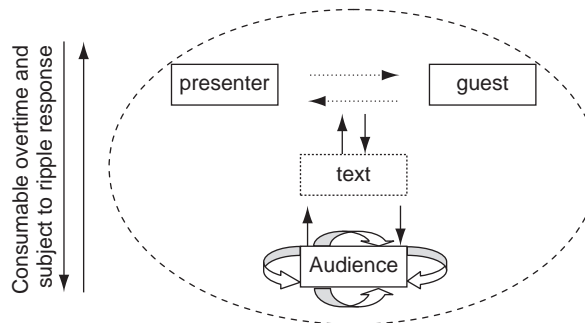 Consumable overtime and
subject to ripple response
presenter
guest
text
Audience